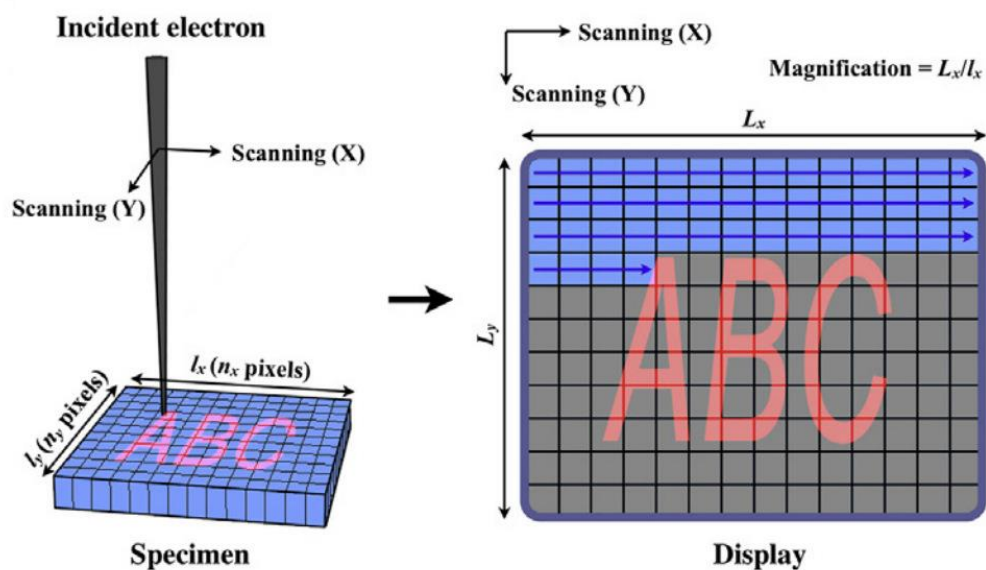 Incident electron
Scanning (X)
Scanning (Y)
lx (nx pixels)
ly (ny pixels)
ABC
Specimen
Scanning (X)
Scanning (Y)
Magnification = Lx/lx
Lx
Ly
ABC
Display